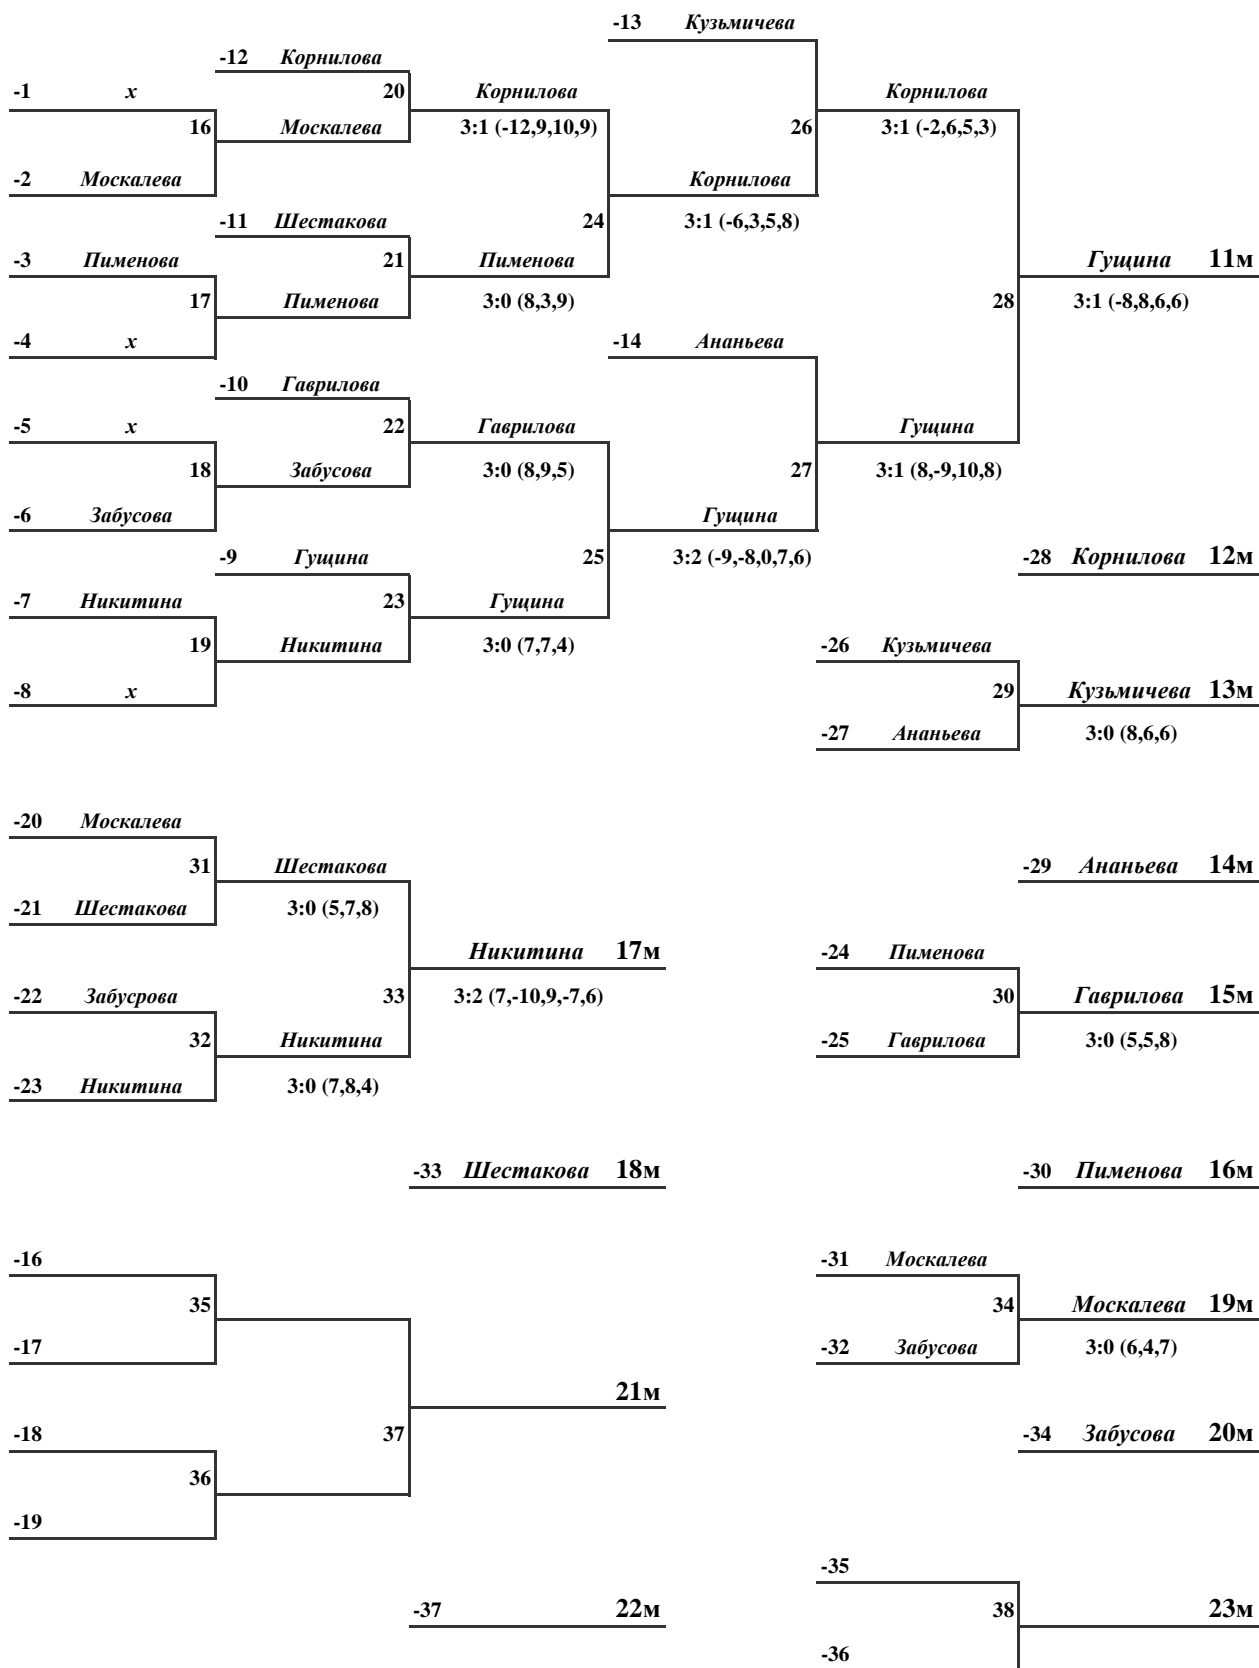 -13 Кузьмичева
-12 Корнилова
-1 х 20 Корнилова Корнилова
16 Москалева 3:1 (-12,9,10,9) 26 3:1 (-2,6,5,3)
-2 Москалева Корнилова
-11 Шестакова 24 3:1 (-6,3,5,8)
-3 Пименова 21 Пименова Гущина 11м
17 Пименова 3:0 (8,3,9) 28 3:1 (-8,8,6,6)
-4 х -14 Ананьева
-10 Гаврилова
-5 х 22 Гаврилова Гущина
18 Забусова 3:0 (8,9,5) 27 3:1 (8,-9,10,8)
-6 Забусова Гущина
-9 Гущина 25 3:2 (-9,-8,0,7,6) -28 Корнилова 12м
-7 Никитина 23 Гущина
19 Никитина 3:0 (7,7,4) -26 Кузьмичева
-8 х 29 Кузьмичева 13м
-27 Ананьева 3:0 (8,6,6)
-20 Москалева
31 Шестакова -29 Ананьева 14м
-21 Шестакова 3:0 (5,7,8)
Никитина 17м -24 Пименова
-22 Забусрова 33 3:2 (7,-10,9,-7,6) 30 Гаврилова 15м
32 Никитина -25 Гаврилова 3:0 (5,5,8)
-23 Никитина 3:0 (7,8,4)
-33 Шестакова 18м -30 Пименова 16м
-16 -31 Москалева
35 34 Москалева 19м
-17 -32 Забусова 3:0 (6,4,7)
21м
-18 37 -34 Забусова 20м
36
-19
-35
-37 22м 38 23м
-36